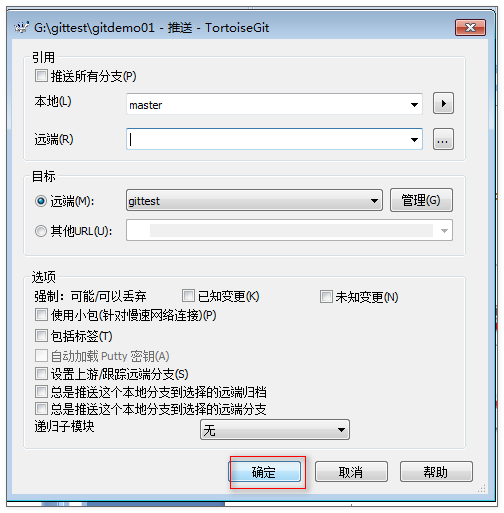 G:\gittest\gitdemo01 - 推送 - TortoiseGit
引用
推送所有分支(P)
本地(L) master
远端(R) ...
目标
远端(M): gittest 管理(G)
其他URL(U):
选项
强制：可能/可以丢弃 已知变更(K) 未知变更(N)
使用小包(针对慢速网络连接)(P)
包括标签(T)
自动加载 Putty 密钥(A)
设置上游/跟踪远端分支(S)
总是推送这个本地分支到选择的远端归档
总是推送这个本地分支到选择的远端分支
递归子模块 无
确定 取消 帮助